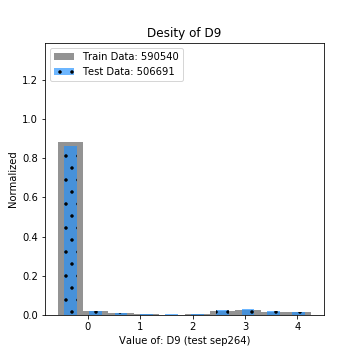 Desity of D9
Train Data: 590540
Test Data: 506691
Normalized
1.2
1.0
0.8
0.6
0.4
0.2
0.0
0 1 2 3 4
Value of: D9 (test sep264)